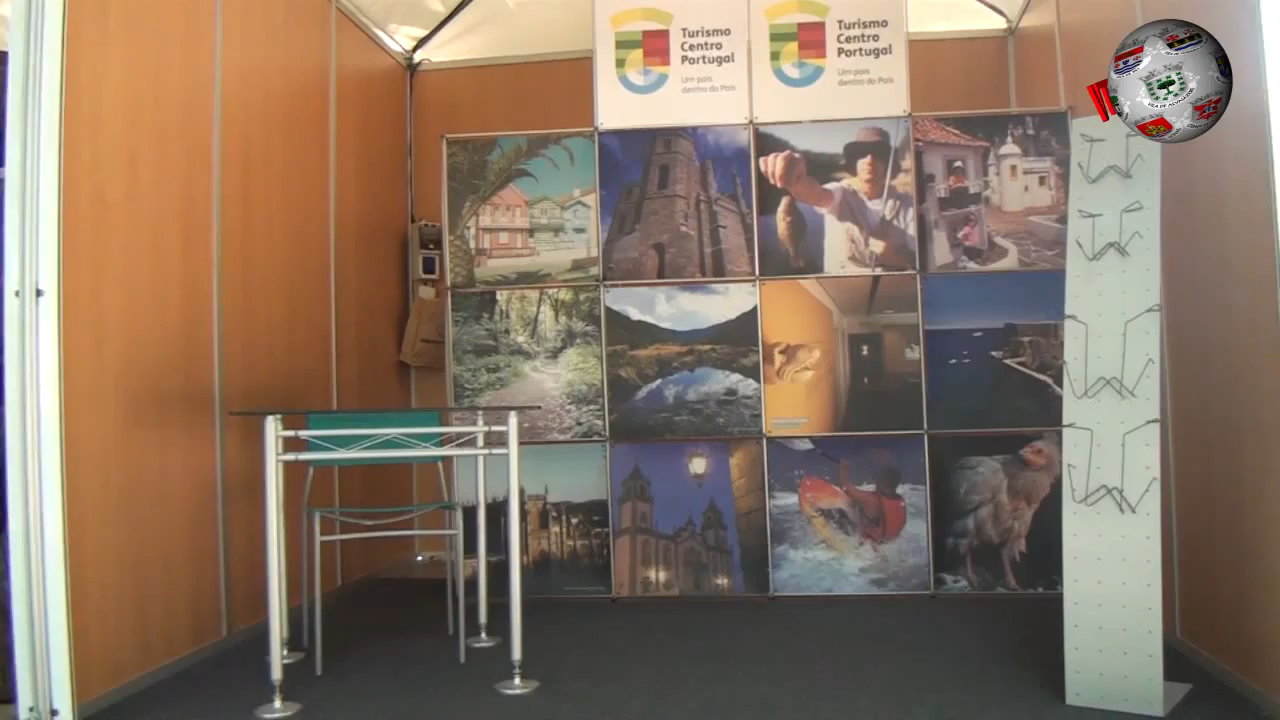 Turismo
Centro
Portugal
Um país
dentro do País
Turismo
Centro
Portugal
Um país
dentro do País